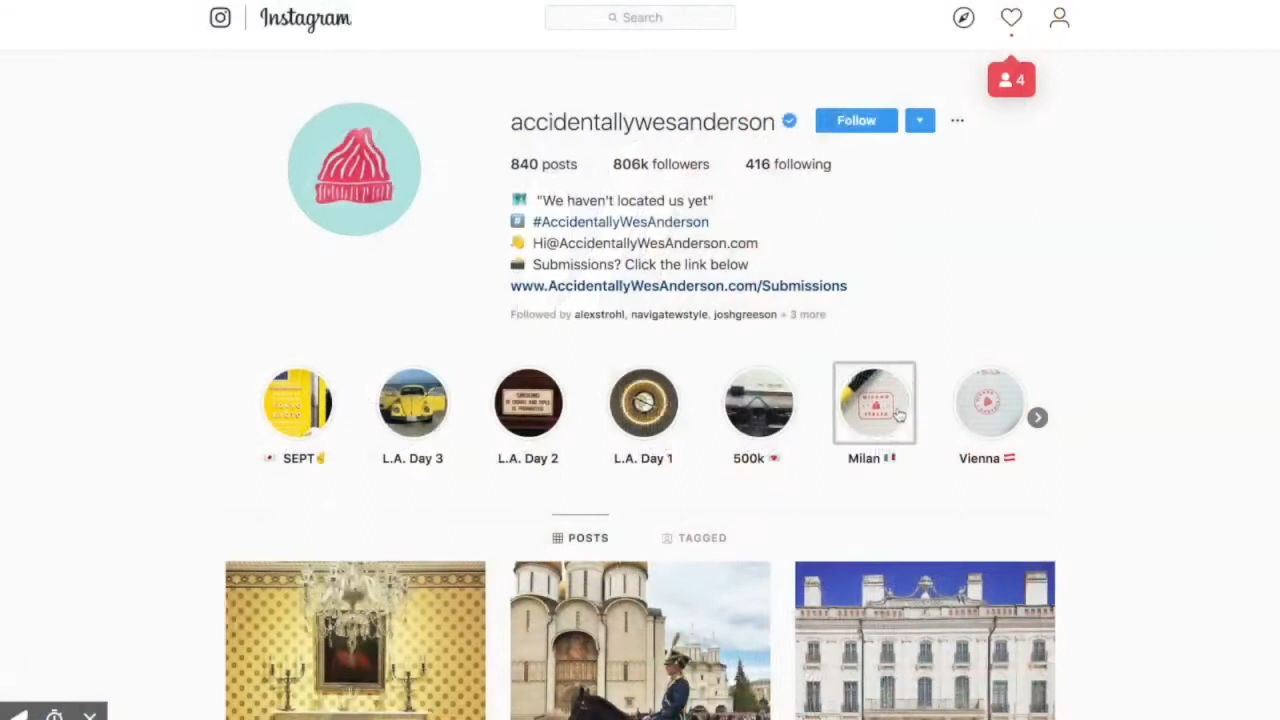 Instagram
Search
4
accidentallywesanderson
Follow
840 posts 806k followers 416 following
"We haven't located us yet"
#AccidentallyWesAnderson
Hi@AccidentallyWesAnderson.com
Submissions? Click the link below
www.AccidentallyWesAnderson.com/Submissions
Followed by alexstrohl, navigatewstyle, joshgreeson + 3 more
SEPT L.A. Day 3 L.A. Day 2 L.A. Day 1 500k Milan Vienna
POSTS TAGGED